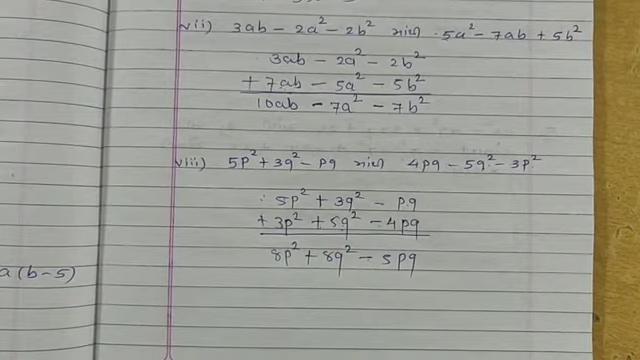 a(b-5)
vii) 3ab - 2a² - 2b² માંથી 5a² - 7ab + 5b²
3ab - 2a² - 2b²
+ 7ab - 5a² - 5b²
10ab - 7a² - 7b²
viii) 5p² + 3q² - pq માંથી 4pq - 5q² - 3p²
5p² + 3q² - pq
+ 3p² + 5q² - 4pq
8p² + 8q² - 5pq